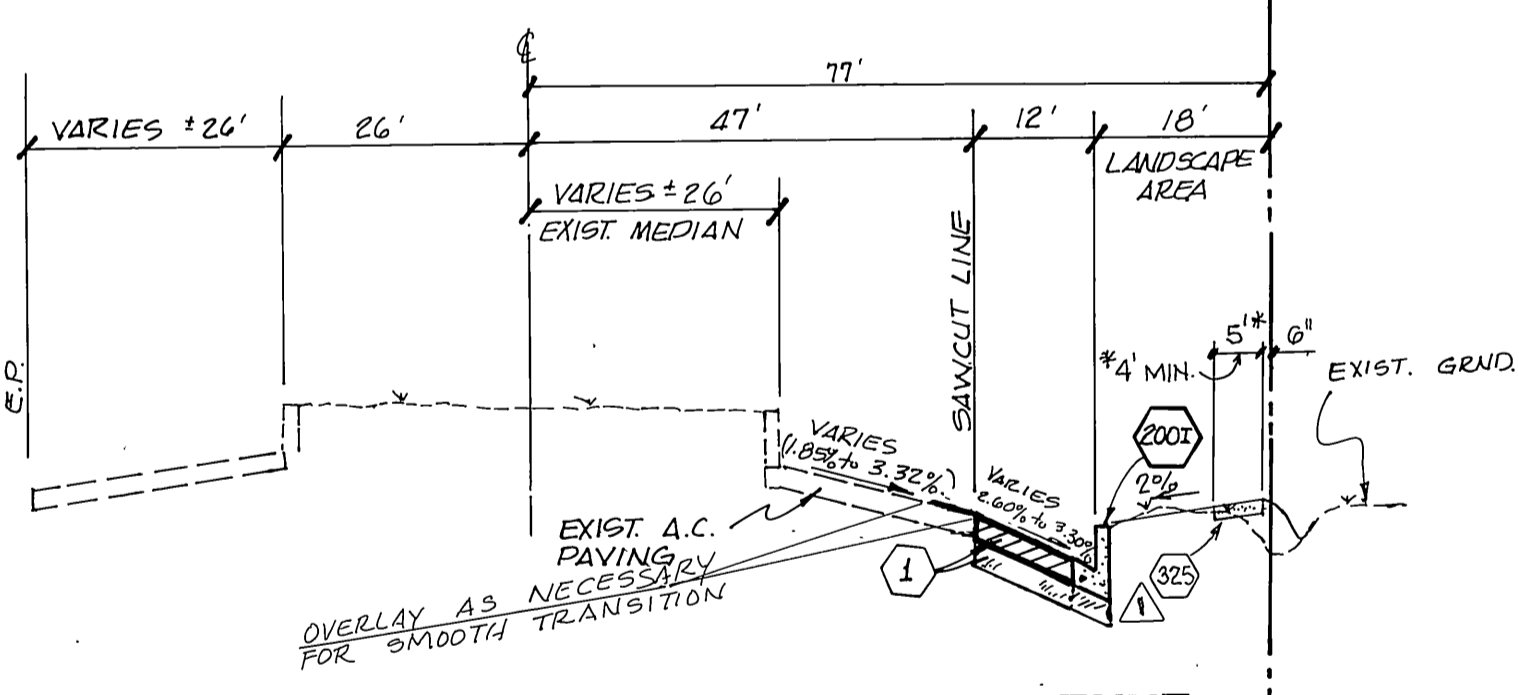 ℄
77'
VARIES ±26'
26'
47'
12'
18'
LANDSCAPE
AREA
VARIES ±26'
EXIST. MEDIAN
SAWCUT LINE
E.P.
5'*
6"
*4' MIN.
EXIST. GRND.
200I
2%
VARIES
(1.85% to 3.32%)
VARIES
2.60% to 3.30%
EXIST. A.C.
PAVING
1
325
1
OVERLAY AS NECESSARY
FOR SMOOTH TRANSITION